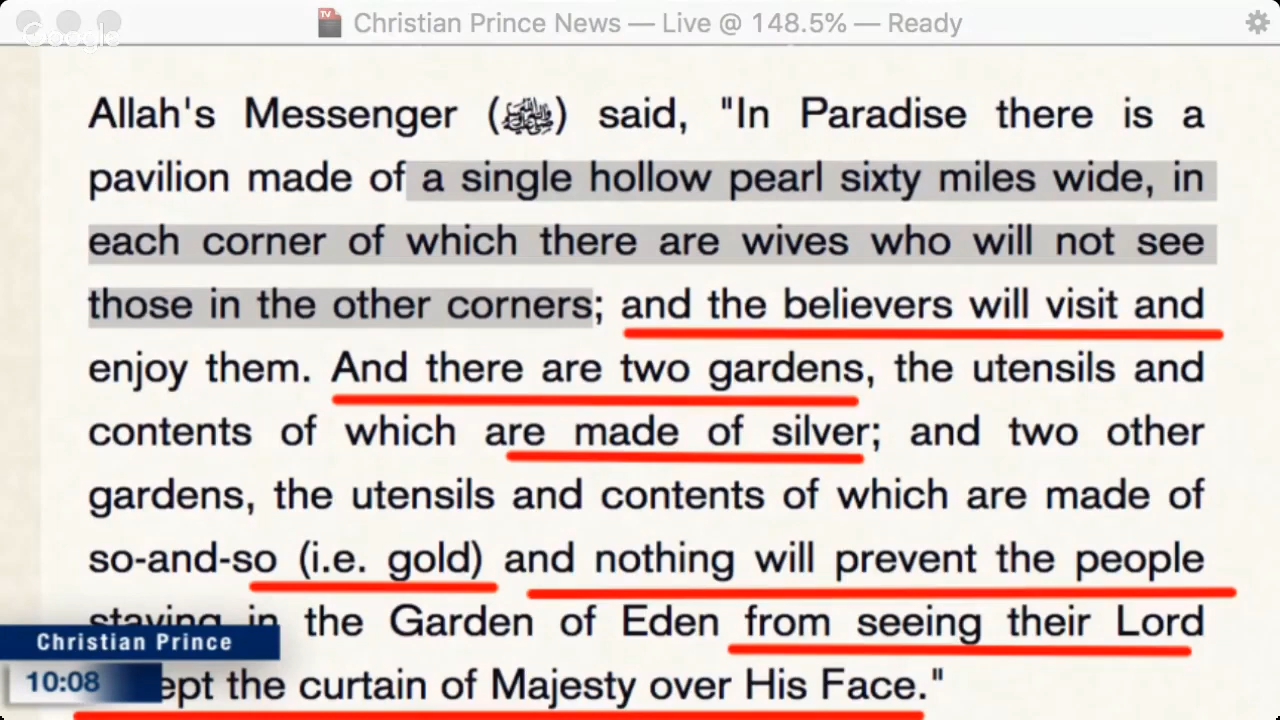 Christian Prince News — Live @ 148.5% — Ready
Google
Allah's Messenger (ﷺ) said, "In Paradise there is a
pavilion made of a single hollow pearl sixty miles wide, in
each corner of which there are wives who will not see
those in the other corners; and the believers will visit and
enjoy them. And there are two gardens, the utensils and
contents of which are made of silver; and two other
gardens, the utensils and contents of which are made of
so-and-so (i.e. gold) and nothing will prevent the people
staying in the Garden of Eden from seeing their Lord
ept the curtain of Majesty over His Face."
Christian Prince
10:08